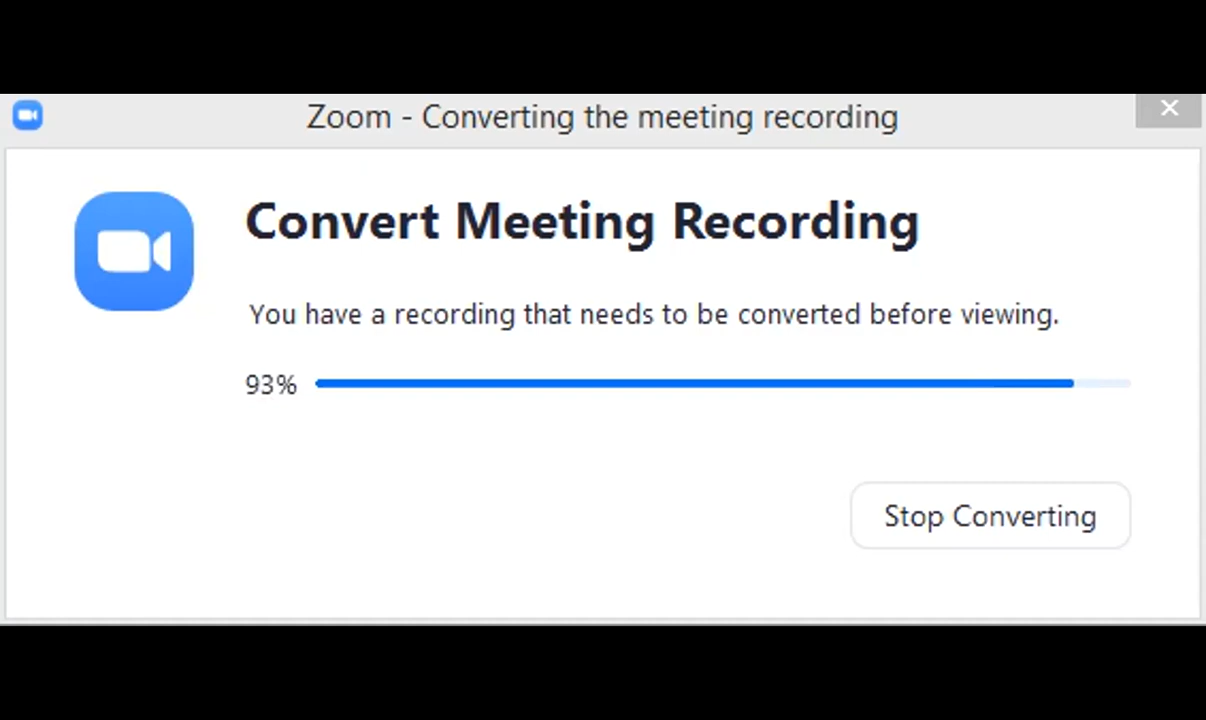 Zoom - Converting the meeting recording
Convert Meeting Recording
You have a recording that needs to be converted before viewing.
93%
Stop Converting